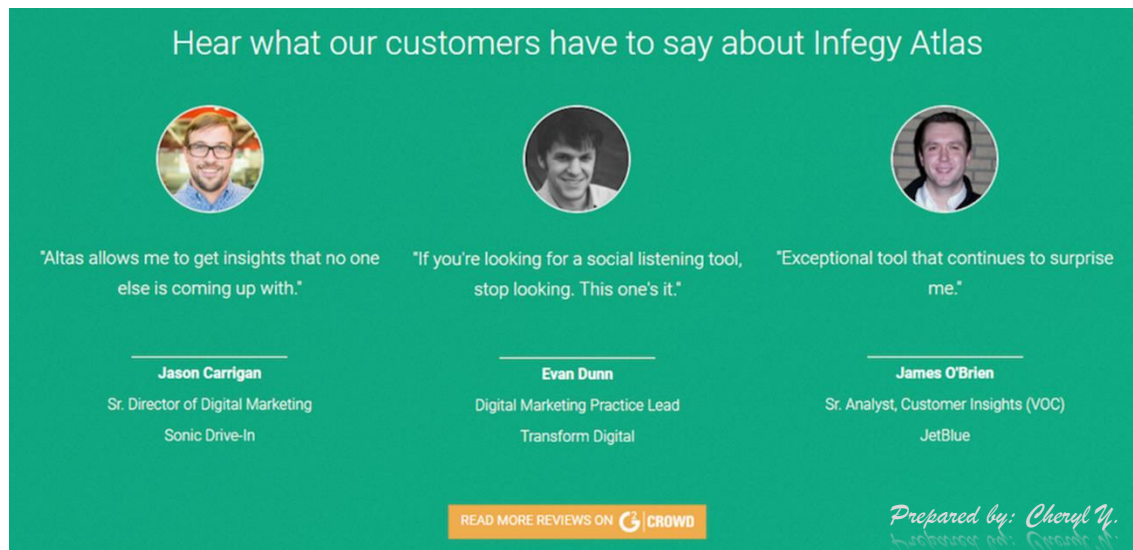 Hear what our customers have to say about Infegy Atlas
"Altas allows me to get insights that no one
else is coming up with."
Jason Carrigan
Sr. Director of Digital Marketing
Sonic Drive-In
"If you're looking for a social listening tool,
stop looking. This one's it."
Evan Dunn
Digital Marketing Practice Lead
Transform Digital
"Exceptional tool that continues to surprise
me."
James O'Brien
Sr. Analyst, Customer Insights (VOC)
JetBlue
READ MORE REVIEWS ON G2 CROWD
Prepared by: Cheryl Y.